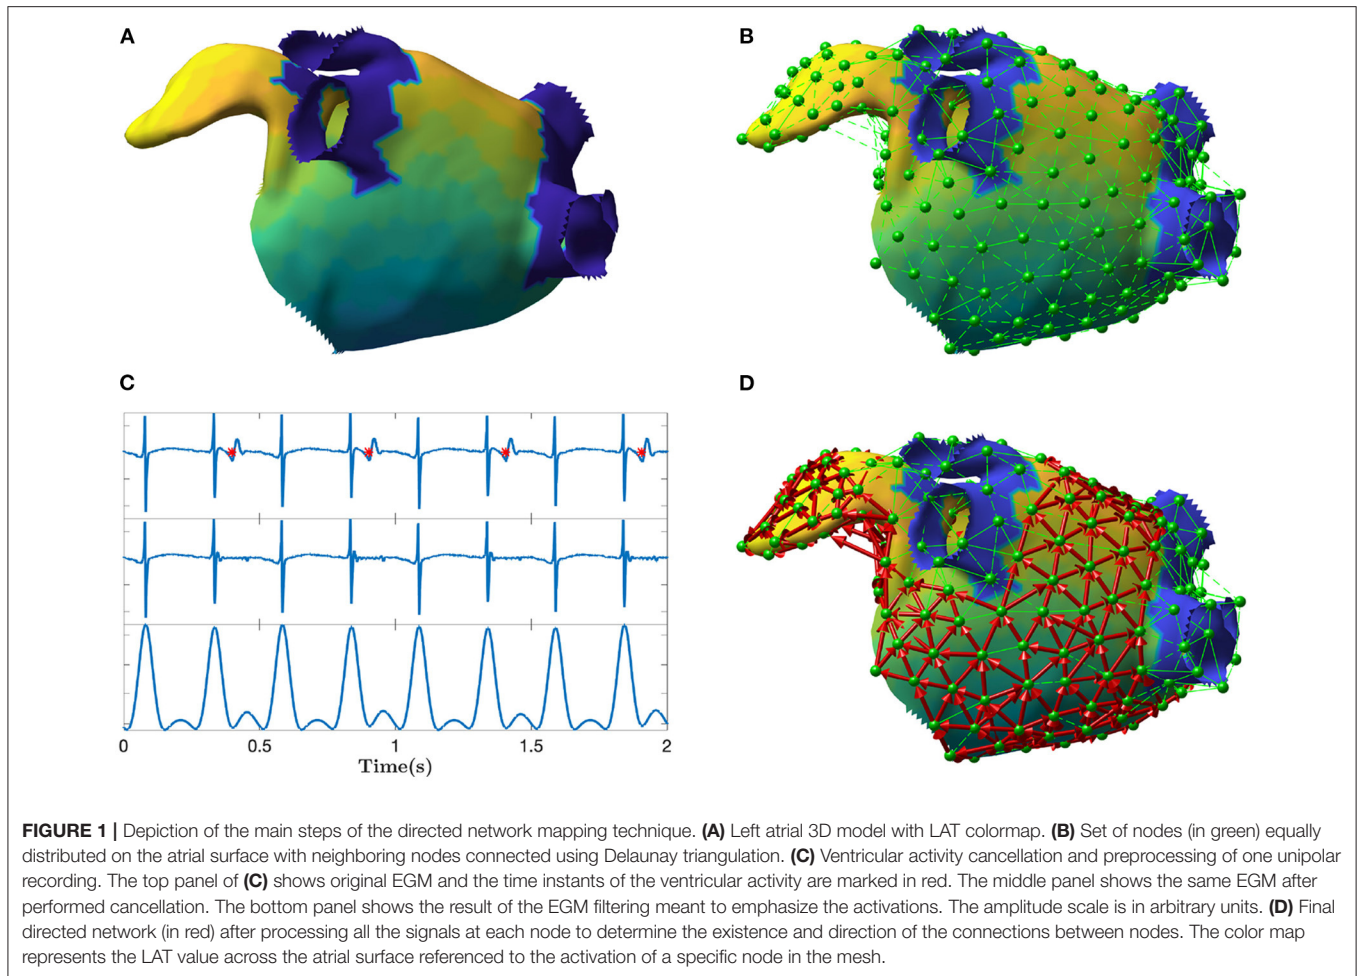 A
B
C
D
0
0.5
1
1.5
2
Time(s)
FIGURE 1 | Depiction of the main steps of the directed network mapping technique. (A) Left atrial 3D model with LAT colormap. (B) Set of nodes (in green) equally
distributed on the atrial surface with neighboring nodes connected using Delaunay triangulation. (C) Ventricular activity cancellation and preprocessing of one unipolar
recording. The top panel of (C) shows original EGM and the time instants of the ventricular activity are marked in red. The middle panel shows the same EGM after
performed cancellation. The bottom panel shows the result of the EGM filtering meant to emphasize the activations. The amplitude scale is in arbitrary units. (D) Final
directed network (in red) after processing all the signals at each node to determine the existence and direction of the connections between nodes. The color map
represents the LAT value across the atrial surface referenced to the activation of a specific node in the mesh.